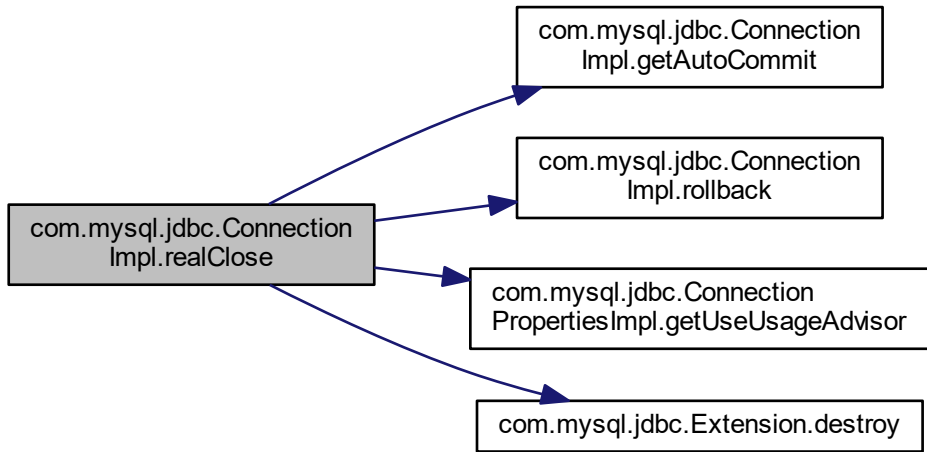 com.mysql.jdbc.Connection
Impl.getAutoCommit
com.mysql.jdbc.Connection
Impl.rollback
com.mysql.jdbc.Connection
Impl.realClose
com.mysql.jdbc.Connection
PropertiesImpl.getUseUsageAdvisor
com.mysql.jdbc.Extension.destroy